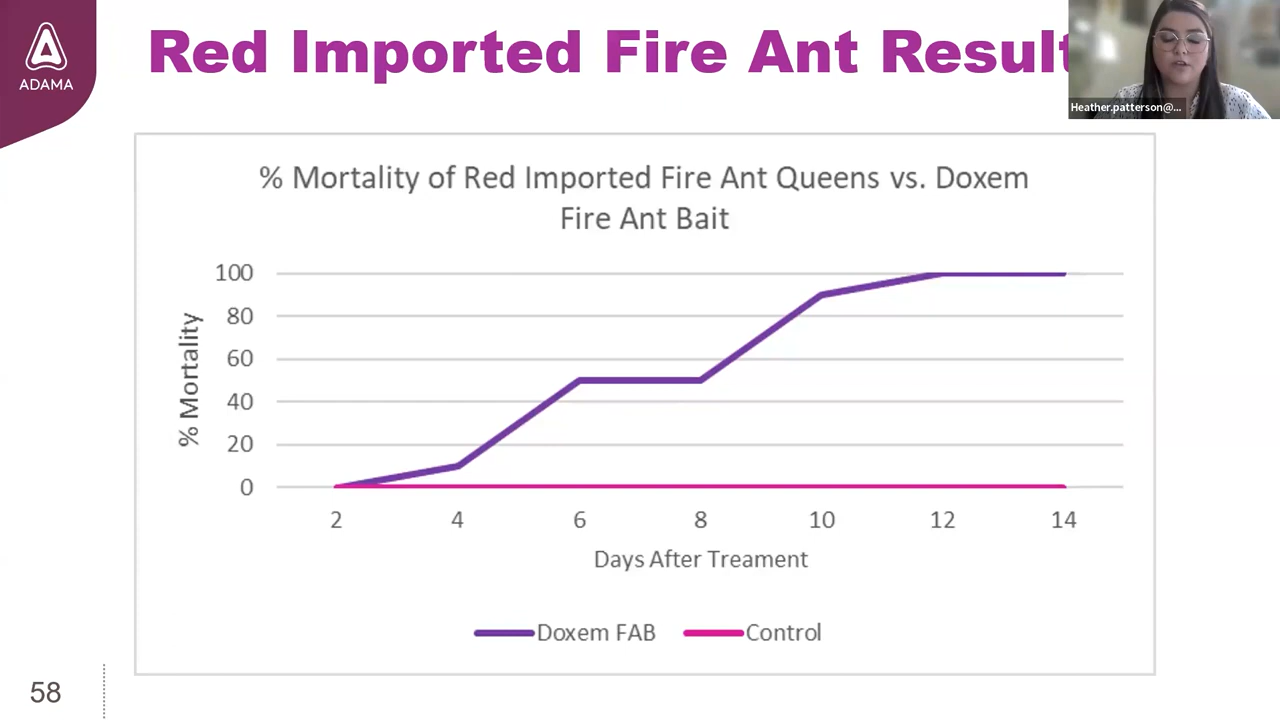 ADAMA
Red Imported Fire Ant Result
Heather.patterson@...
% Mortality of Red Imported Fire Ant Queens vs. Doxem
Fire Ant Bait
% Mortality
100
80
60
40
20
0
2 4 6 8 10 12 14
Days After Treament
Doxem FAB Control
58